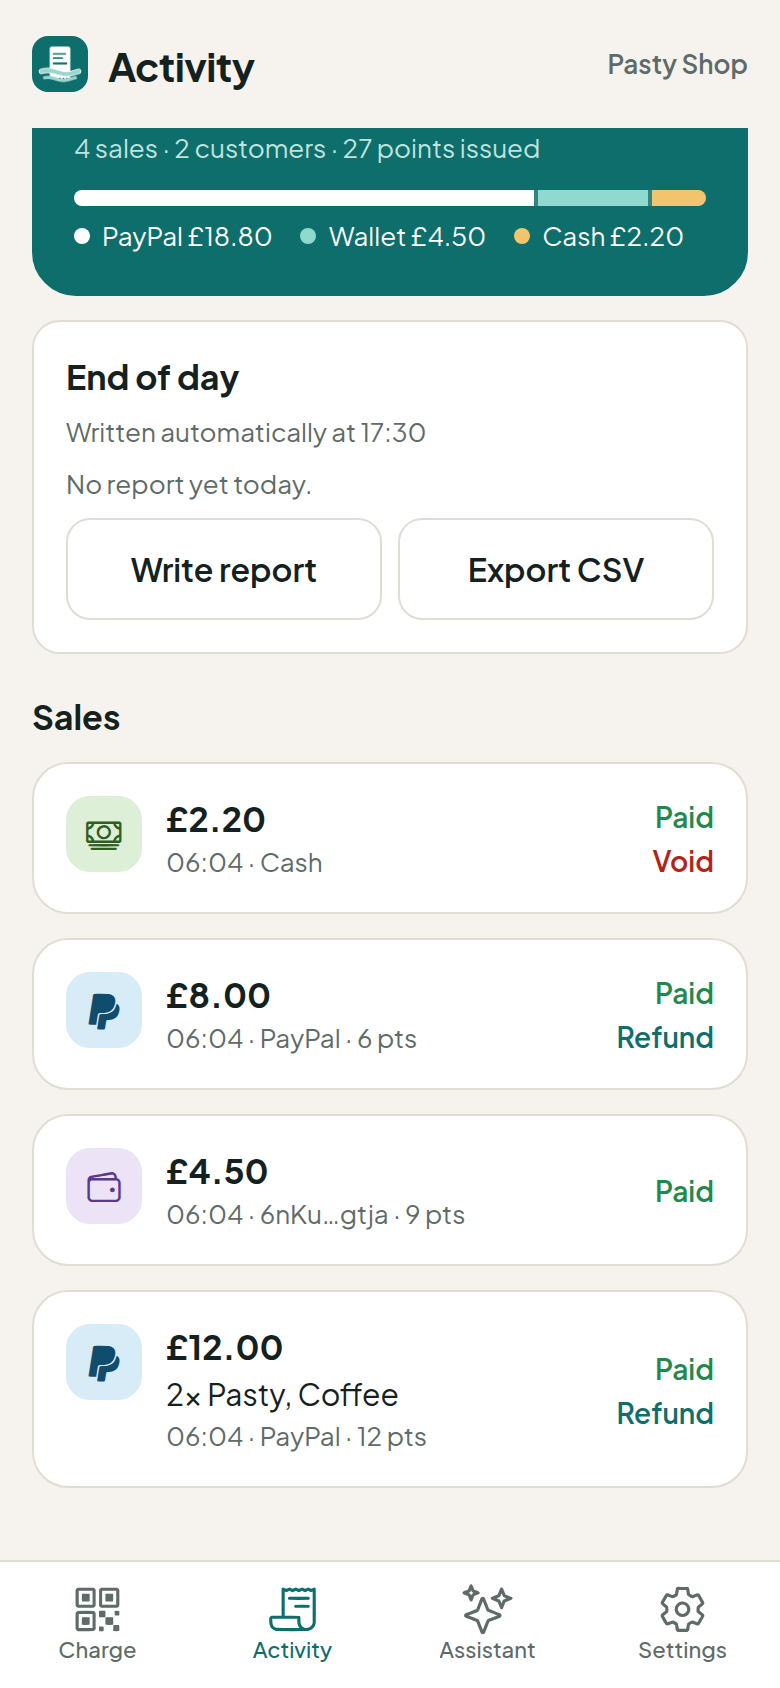 Activity
Pasty Shop
4 sales · 2 customers · 27 points issued
PayPal £18.80 Wallet £4.50 Cash £2.20
End of day
Written automatically at 17:30
No report yet today.
Write report Export CSV
Sales
£2.20
06:04 · Cash
Paid
Void
£8.00
06:04 · PayPal · 6 pts
Paid
Refund
£4.50
06:04 · 6nKu…gtja · 9 pts
Paid
£12.00
2× Pasty, Coffee
06:04 · PayPal · 12 pts
Paid
Refund
Charge Activity Assistant Settings